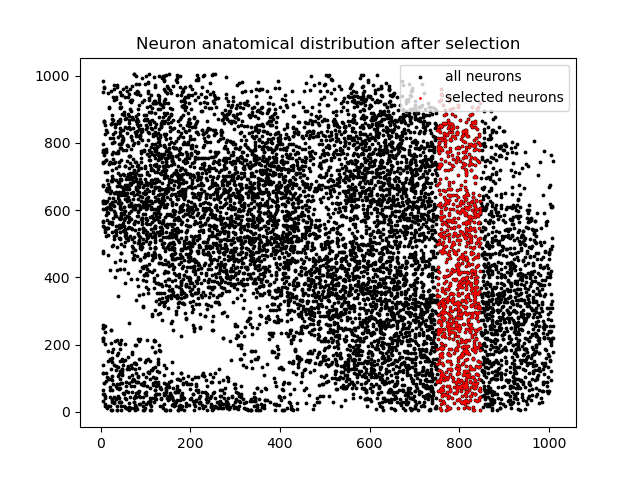 Neuron anatomical distribution after selection
all neurons
selected neurons
1000
800
600
400
200
0
0 200 400 600 800 1000